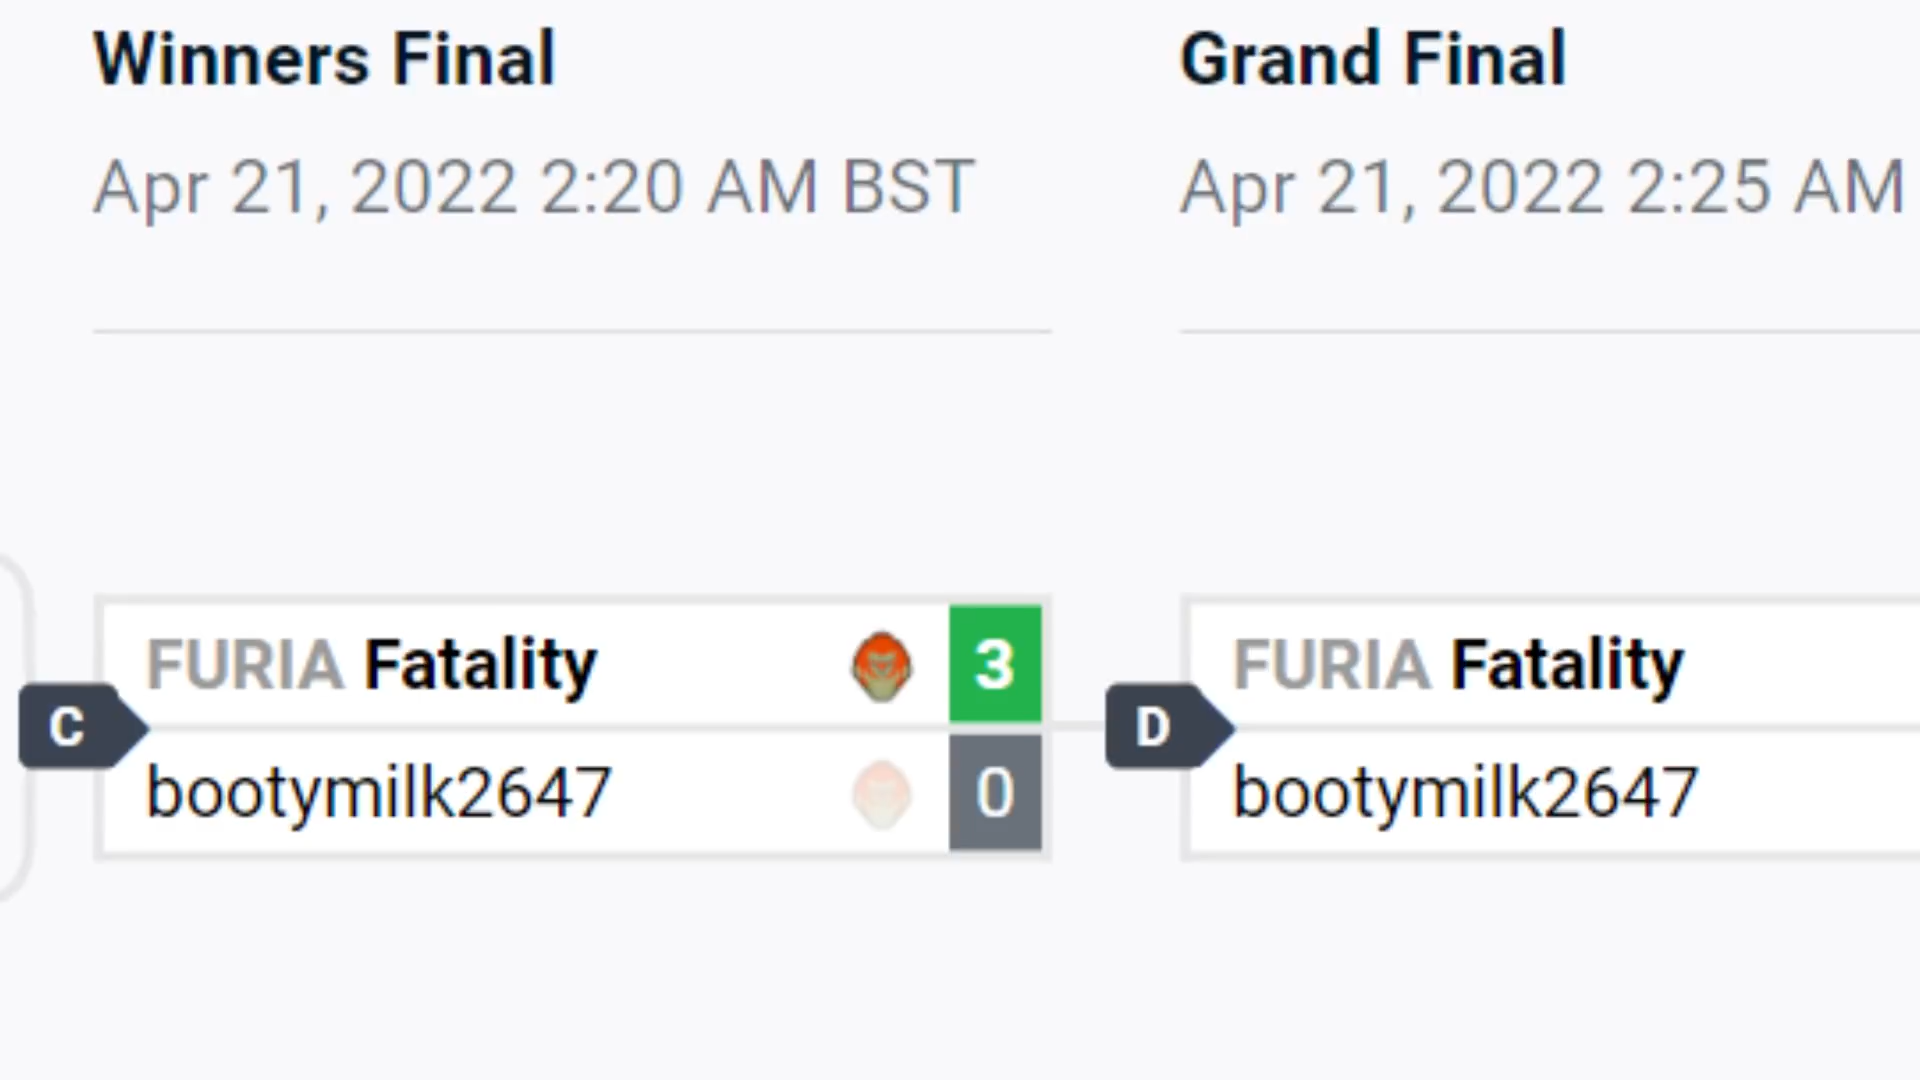 Winners Final
Apr 21, 2022 2:20 AM BST
C
FURIA Fatality 3
bootymilk2647 0
Grand Final
Apr 21, 2022 2:25 AM
D
FURIA Fatality
bootymilk2647